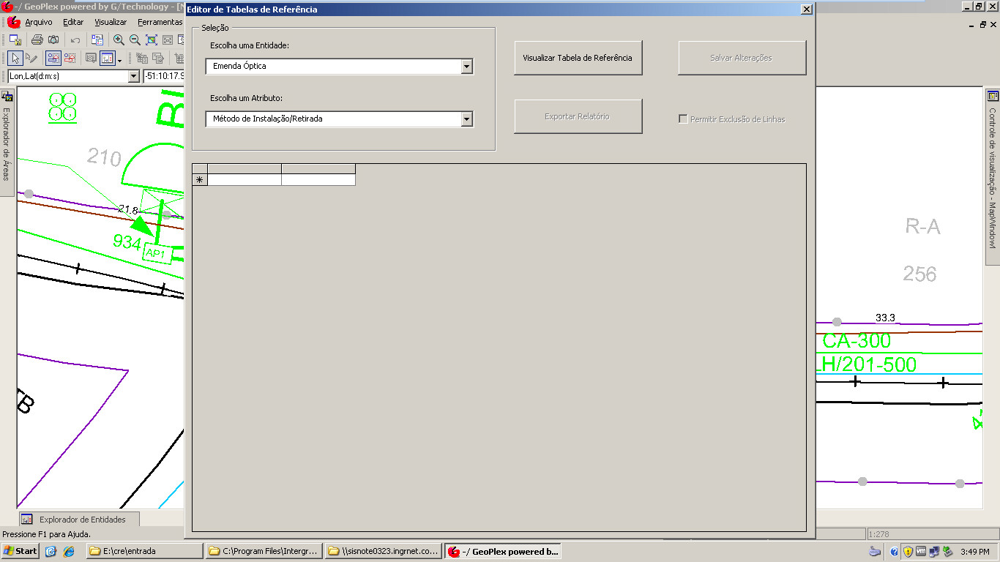 -/ GeoPlex powered by G/Technology - [M
Editor de Tabelas de Referência
Arquivo Editar Visualizar Ferramentas
Seleção
Escolha uma Entidade:
Emenda Óptica
Visualizar Tabela de Referência
Salvar Alterações
Lon,Lat(d:m:s)
-51:10:17.9
Escolha um Atributo:
Método de Instalação/Retirada
Exportar Relatório
Permitir Exclusão de Linhas
Explorador de Áreas
Controle de visualização - MapWindow1
210
21.8
934
AP1
R-A
256
33.3
CA-300
LH/201-500
Explorador de Entidades
Pressione F1 para Ajuda.
1:278
Start
E:\cre\entrada
C:\Program Files\Intergr...
\\sisnote0323.ingrnet.co...
-/ GeoPlex powered b...
3:49 PM